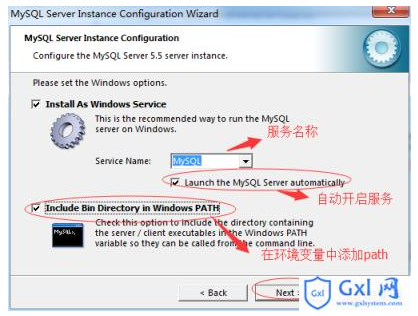 MySQL Server Instance Configuration Wizard
MySQL Server Instance Configuration
Configure the MySQL Server 5.5 server instance.
Please set the Windows options.
Install As Windows Service
This is the recommended way to run the MySQL
server on Windows.
服务名称
Service Name: MySQL
Launch the MySQL Server automatically
自动开启服务
Include Bin Directory in Windows PATH
Check this option to include the directory containing
the server / client executables in the Windows PATH
variable so they can be called from the command line.
MySQL
在环境变量中添加path
< Back
Next >
Gxl
Gxl 网
www.gxlsystem.com